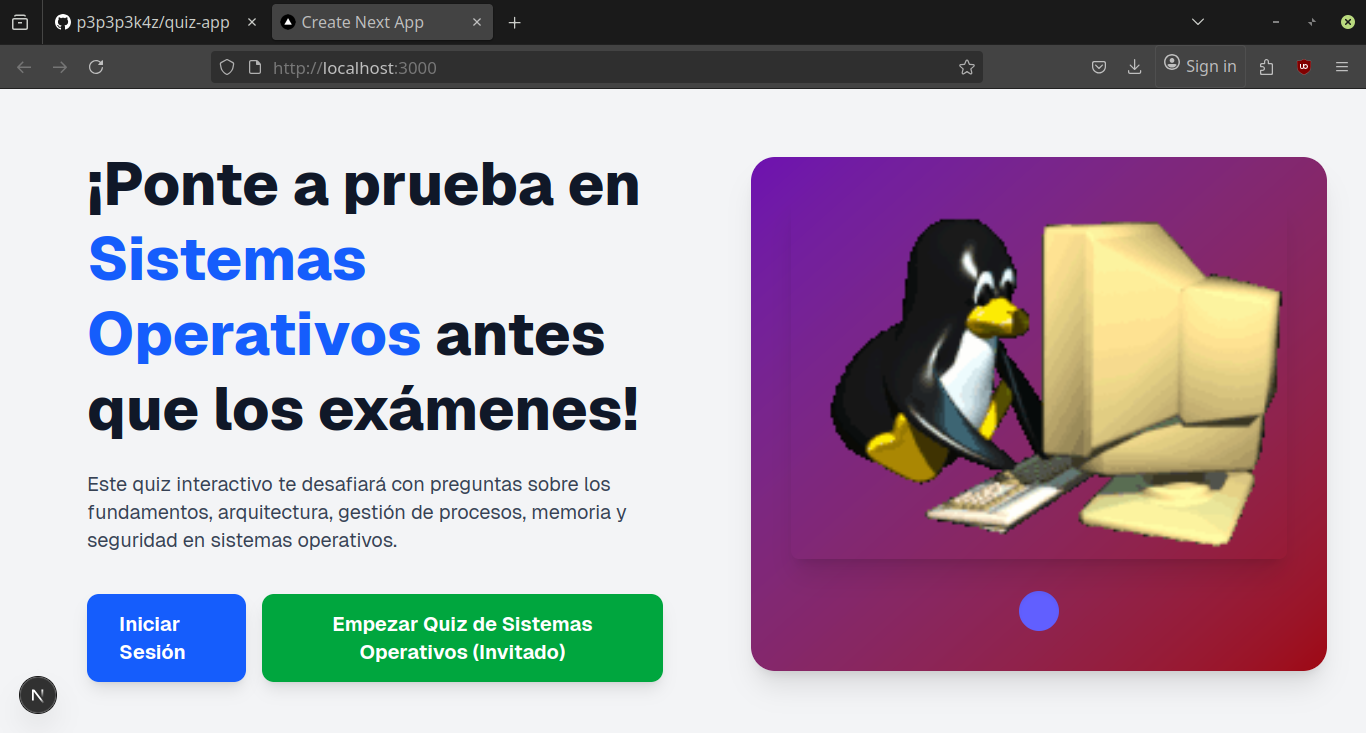 p3p3p3k4z/quiz-app
Create Next App
http://localhost:3000
Sign in
¡Ponte a prueba en
Sistemas
Operativos antes
que los exámenes!
Este quiz interactivo te desafiará con preguntas sobre los
fundamentos, arquitectura, gestión de procesos, memoria y
seguridad en sistemas operativos.
Iniciar
Sesión
Empezar Quiz de Sistemas
Operativos (Invitado)
N